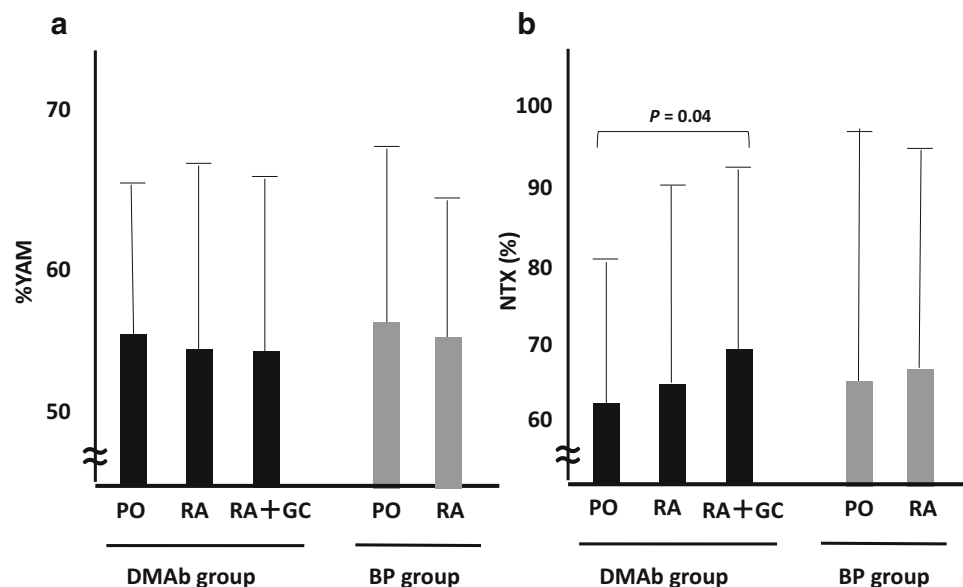 a
%YAM
70
60
50
PO RA RA+GC PO RA
DMAb group BP group
b
NTX (%)
100
90
80
70
60
P = 0.04
PO RA RA+GC PO RA
DMAb group BP group